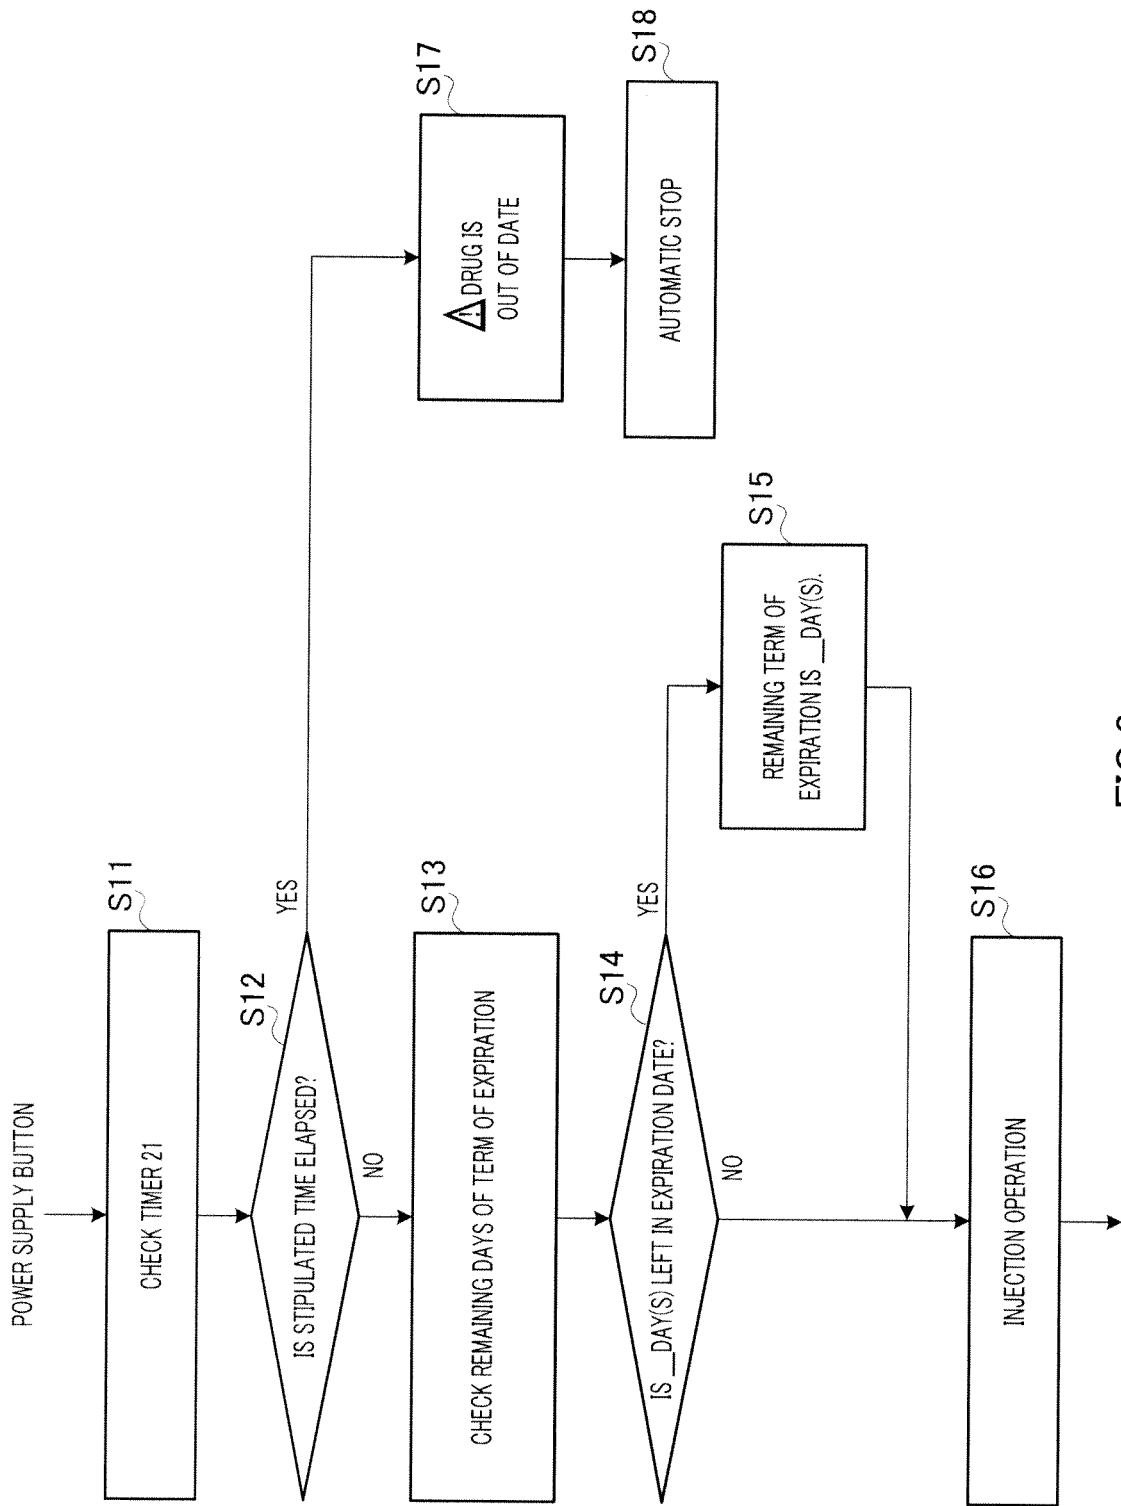 POWER SUPPLY BUTTON
S11
CHECK TIMER 21
S12
IS STIPULATED TIME ELAPSED?
YES
NO
S13
CHECK REMAINING DAYS OF TERM OF EXPIRATION
S14
IS __DAY(S) LEFT IN EXPIRATION DATE?
YES
NO
S15
REMAINING TERM OF
EXPIRATION IS __DAY(S).
S16
INJECTION OPERATION
S17
⚠ DRUG IS
OUT OF DATE
S18
AUTOMATIC STOP